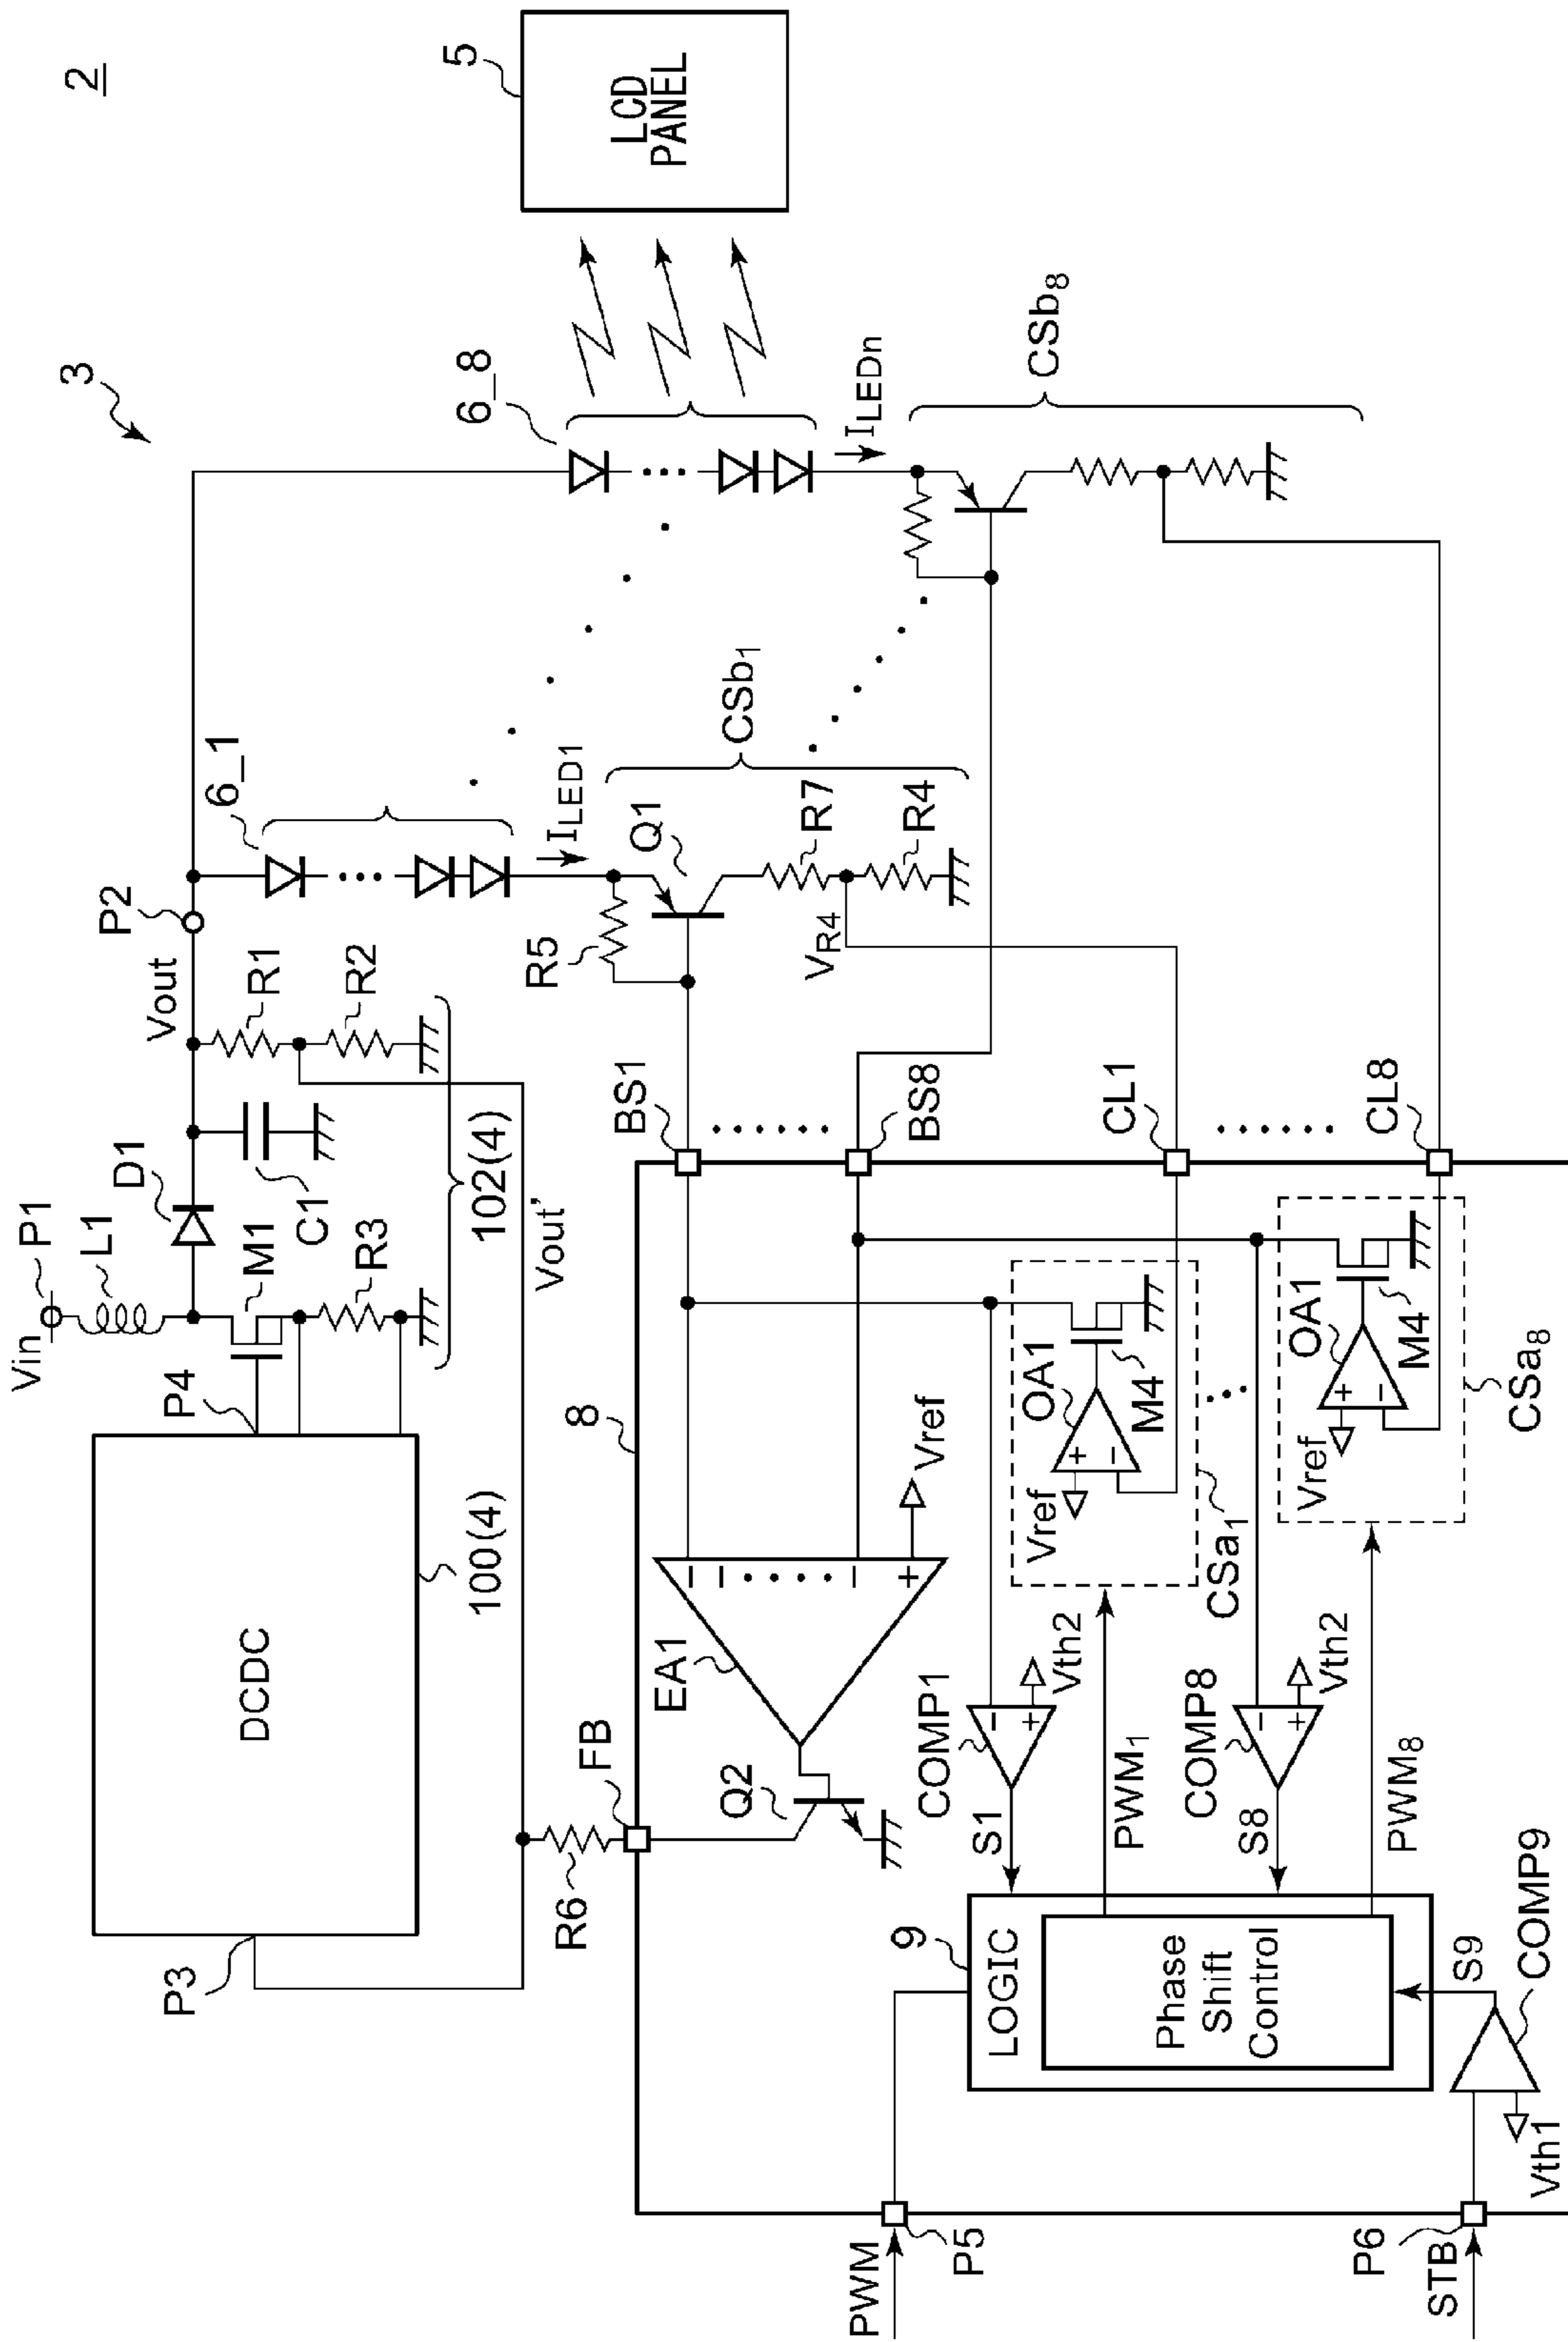 2
3
Vin
P1
L1
D1
Vout
P2
6_1
6_8
5
LCD
PANEL
P4
M1
C1
R1
R2
R3
102(4)
DCDC
100(4)
P3
Vout'
I_LED1
I_LEDn
R5
Q1
CSb₁
CSb₈
R7
R4
V_R4
R6
FB
8
BS1
BS8
CL1
CL8
EA1
Q2
Vref
COMP1
Vth2
S1
Vref
OA1
M4
CSa₁
PWM₁
COMP8
Vth2
S8
Vref
OA1
M4
CSa₈
PWM₈
9
LOGIC
Phase
Shift
Control
S9
COMP9
Vth1
PWM
P5
P6
STB